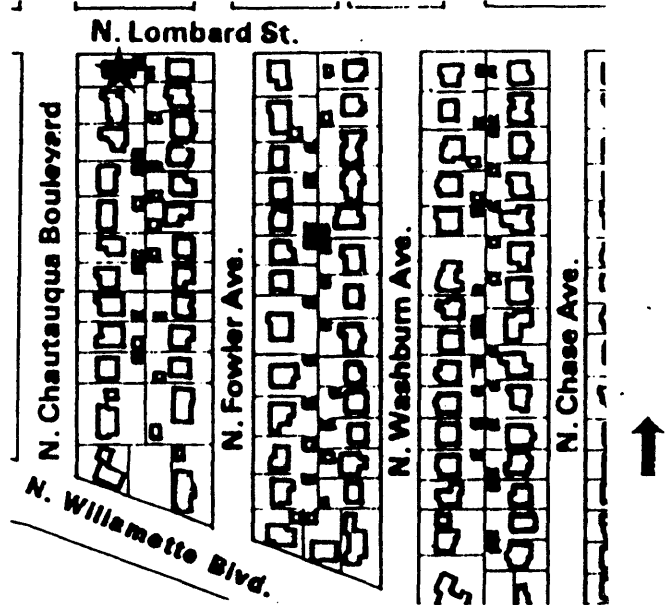 N. Lombard St.
N. Chautauqua Boulevard
N. Fowler Ave.
N. Washburn Ave.
N. Chase Ave.
N. Willamette Blvd.